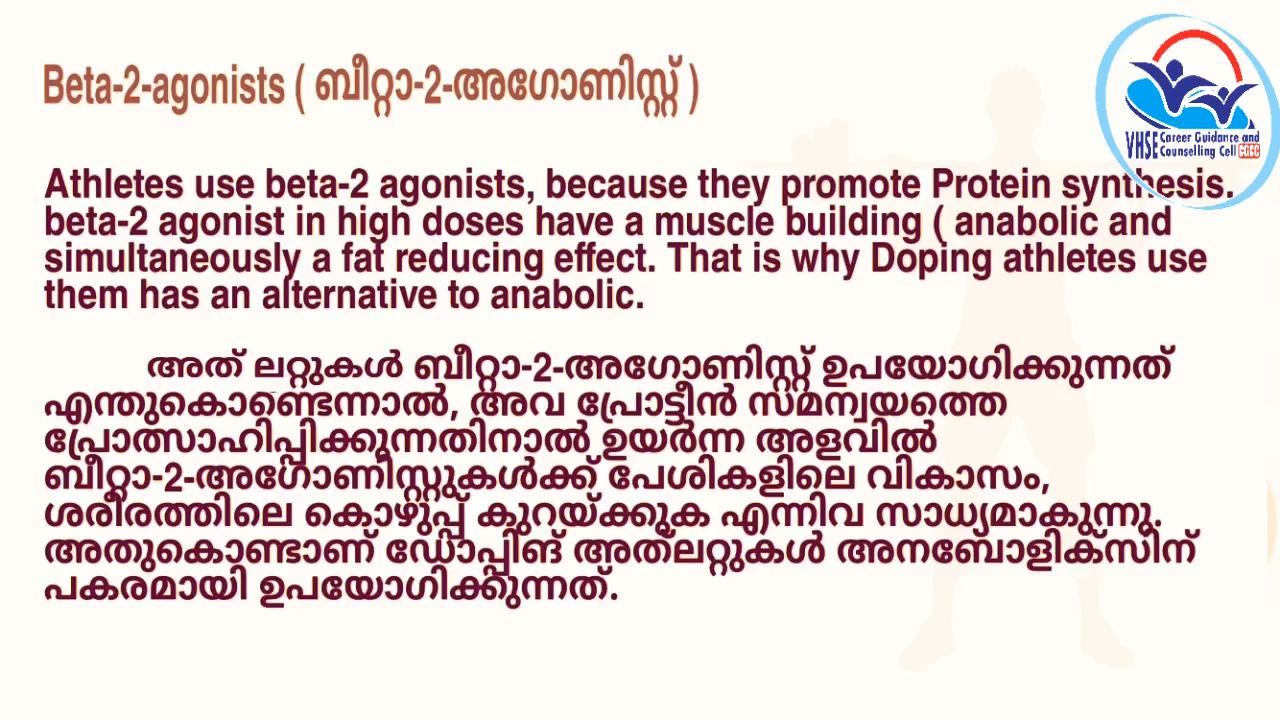 Beta-2-agonists ( ബീറ്റാ-2-അഗോണിസ്റ്റ് )
VHSE Career Guidance and
Counselling Cell CGCC
Athletes use beta-2 agonists, because they promote Protein synthesis.
beta-2 agonist in high doses have a muscle building ( anabolic and
simultaneously a fat reducing effect. That is why Doping athletes use
them has an alternative to anabolic.
അത് ലറ്റുകൾ ബീറ്റാ-2-അഗോണിസ്റ്റ് ഉപയോഗിക്കുന്നത്
എന്തുകൊണ്ടെന്നാൽ, അവ പ്രോട്ടീൻ സമന്വയത്തെ
പ്രോത്സാഹിപ്പിക്കുന്നതിനാൽ ഉയർന്ന അളവിൽ
ബീറ്റാ-2-അഗോണിസ്റ്റുകൾക്ക് പേശികളിലെ വികാസം,
ശരീരത്തിലെ കൊഴുപ്പ് കുറയ്ക്കുക എന്നിവ സാധ്യമാകുന്നു.
അതുകൊണ്ടാണ് ഡോപ്പിങ് അത്ലറ്റുകൾ അനബോളിക്സിന്
പകരമായി ഉപയോഗിക്കുന്നത്.